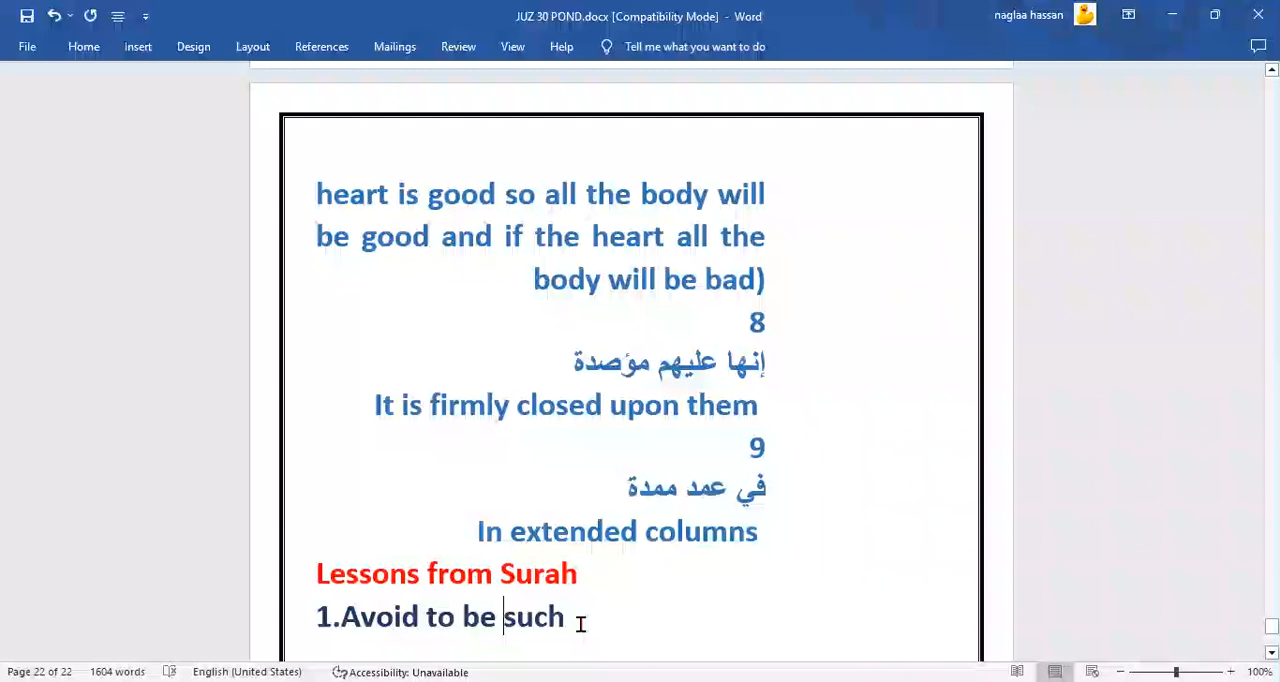 JUZ 30 POND.docx [Compatibility Mode] - Word
naglaa hassan
File Home Insert Design Layout References Mailings Review View Help Tell me what you want to do
heart is good so all the body will
be good and if the heart all the
body will be bad)
8
إنها عليهم مؤصدة
It is firmly closed upon them
9
في عمد ممدة
In extended columns
Lessons from Surah
1.Avoid to be such
Page 22 of 22 1604 words English (United States) Accessibility: Unavailable 100%